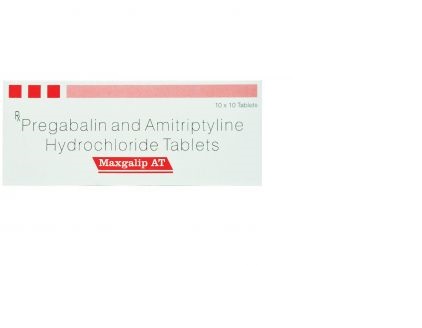 10 x 10 Tablets
℞ Pregabalin and Amitriptyline
Hydrochloride Tablets
Maxgalip AT